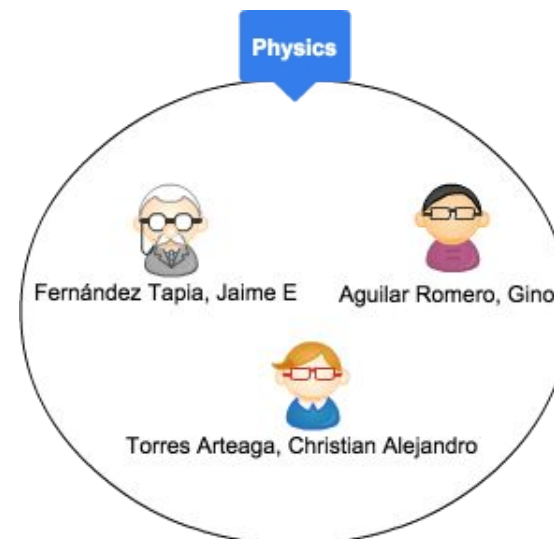 Physics
Fernández Tapia, Jaime E
Aguilar Romero, Gino
Torres Arteaga, Christian Alejandro